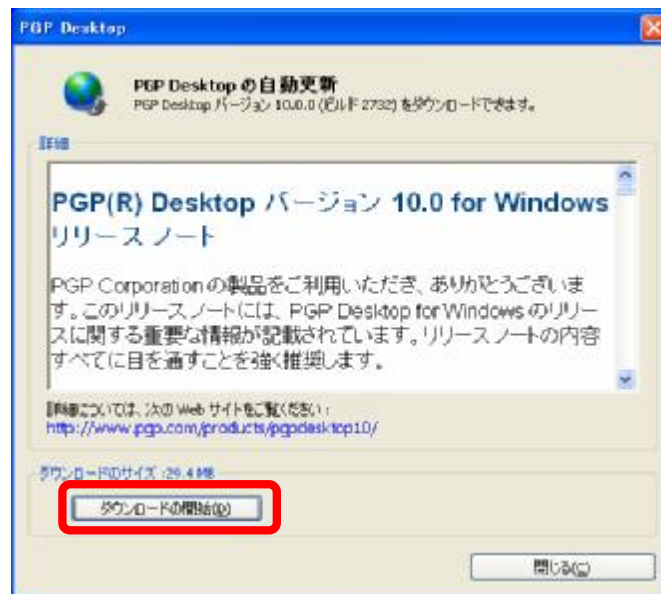 PGP Desktop
PGP Desktop の自動更新
PGP Desktop バージョン 10.0.0 (ビルド 2732) をダウンロードできます。
詳細
PGP(R) Desktop バージョン 10.0 for Windows
リリース ノート
PGP Corporation の製品をご利用いただき、ありがとうございま
す。このリリース ノートには、PGP Desktop for Windows のリリー
スに関する重要な情報が記載されています。リリース ノートの内容
すべてに目を通すことを強く推奨します。
詳細については、次の Web サイトをご覧ください:
http://www.pgp.com/products/pgpdesktop10/
ダウンロードのサイズ :29.4 MB
ダウンロードの開始(D)
閉じる(C)